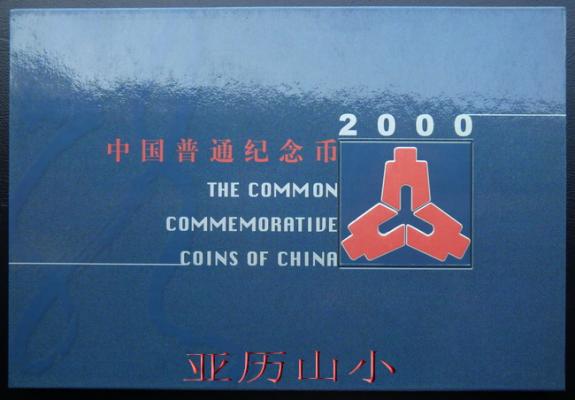 2000
中国普通纪念币
THE COMMON
COMMEMORATIVE
COINS OF CHINA
亚历山小